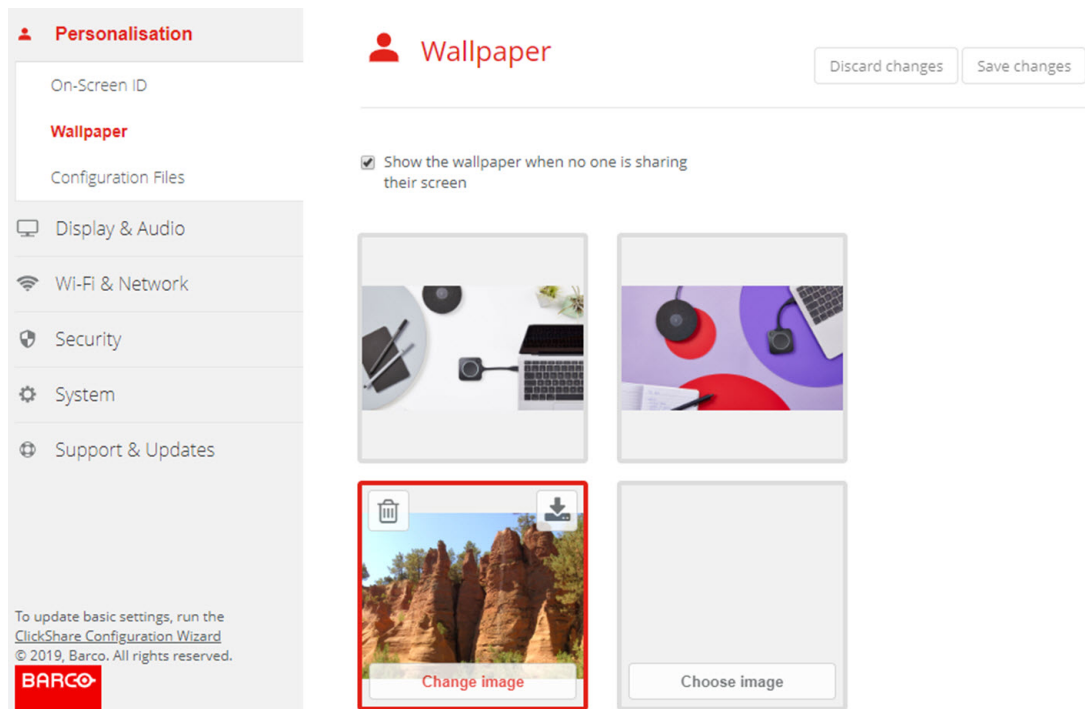 Personalisation
On-Screen ID
Wallpaper
Configuration Files
Display & Audio
Wi-Fi & Network
Security
System
Support & Updates
To update basic settings, run the
ClickShare Configuration Wizard
© 2019, Barco. All rights reserved.
BARCO
Wallpaper
Discard changes
Save changes
Show the wallpaper when no one is sharing
their screen
Change image
Choose image